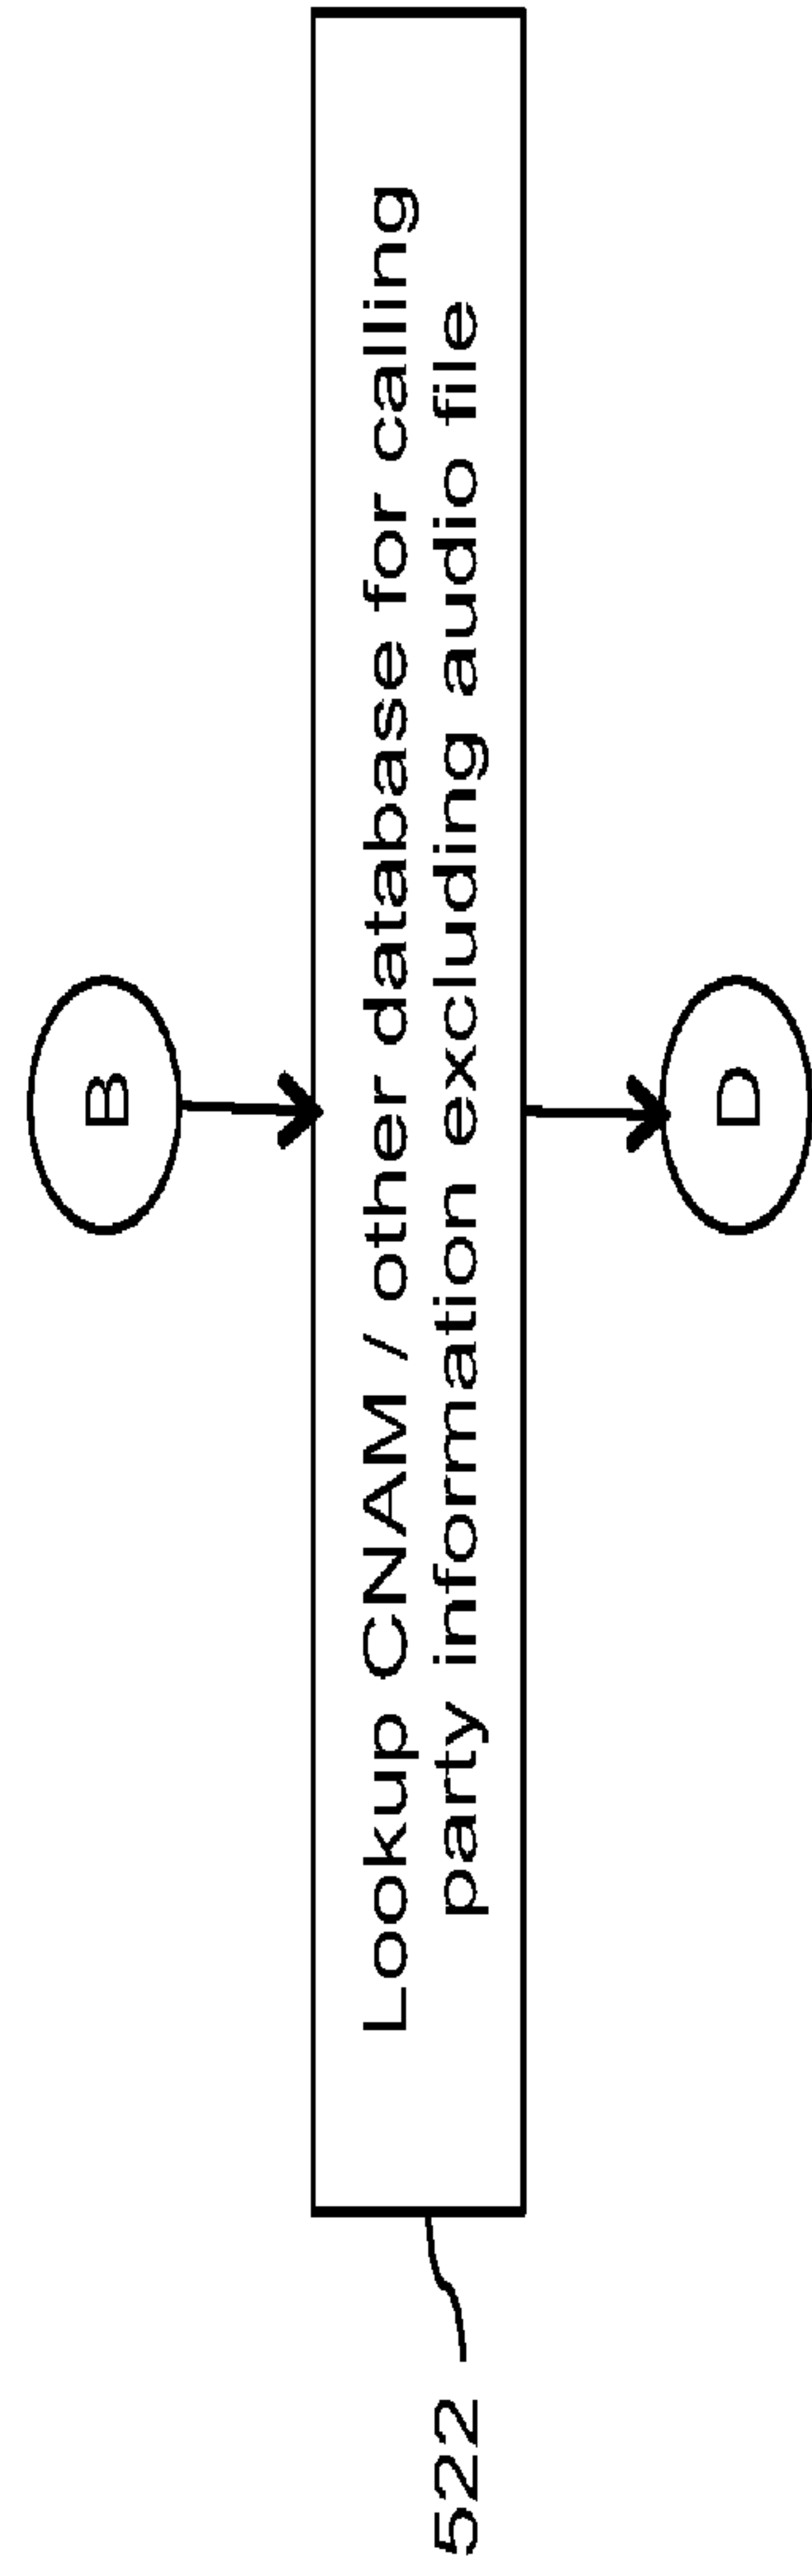 B
Lookup CNAM / other database for calling
party information excluding audio file
522
D